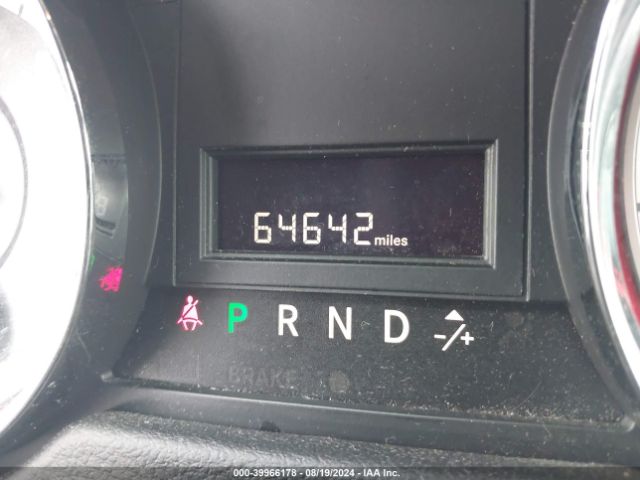 64642 miles
P R N D -/+
BRAKE
000-39966178 - 08/19/2024 - IAA Inc.